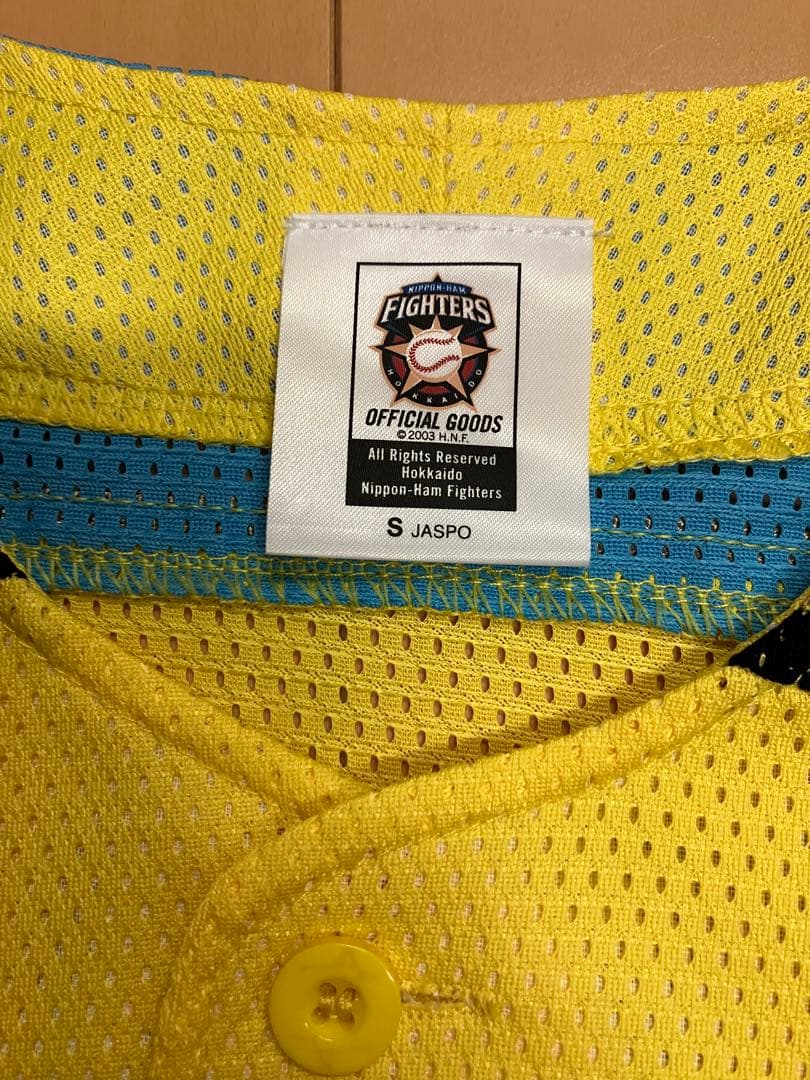 NIPPON-HAM
FIGHTERS
HOKKAIDO
OFFICIAL GOODS
©2003 H.N.F.
All Rights Reserved
Hokkaido
Nippon-Ham Fighters
S JASPO